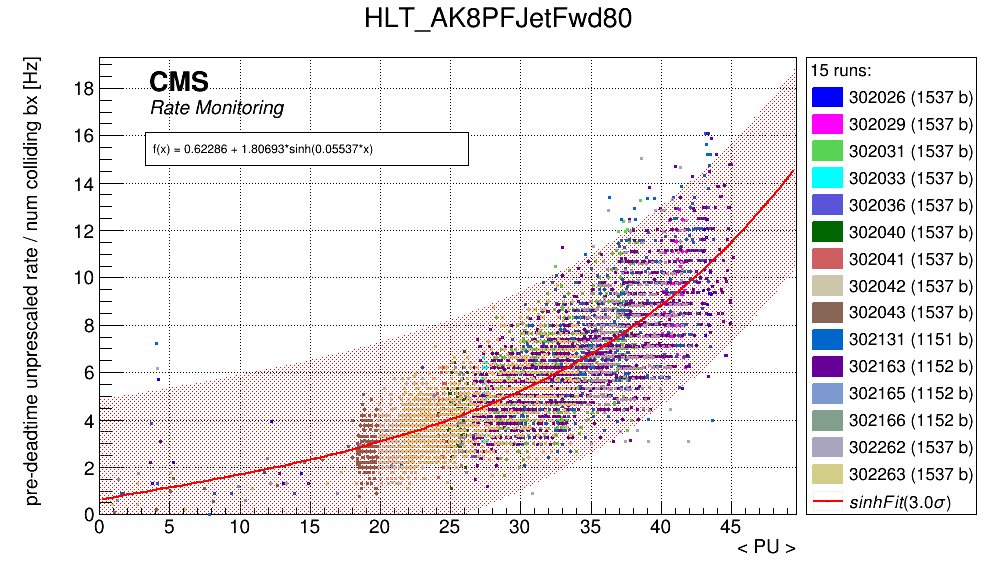 HLT_AK8PFJetFwd80
pre-deadtime unprescaled rate / num colliding bx [Hz]
CMS
Rate Monitoring
f(x) = 0.62286 + 1.80693*sinh(0.05537*x)
18
16
14
12
10
8
6
4
2
0
0 5 10 15 20 25 30 35 40 45
< PU >
15 runs:
302026 (1537 b)
302029 (1537 b)
302031 (1537 b)
302033 (1537 b)
302036 (1537 b)
302040 (1537 b)
302041 (1537 b)
302042 (1537 b)
302043 (1537 b)
302131 (1151 b)
302163 (1152 b)
302165 (1152 b)
302166 (1152 b)
302262 (1537 b)
302263 (1537 b)
sinhFit(3.0σ)